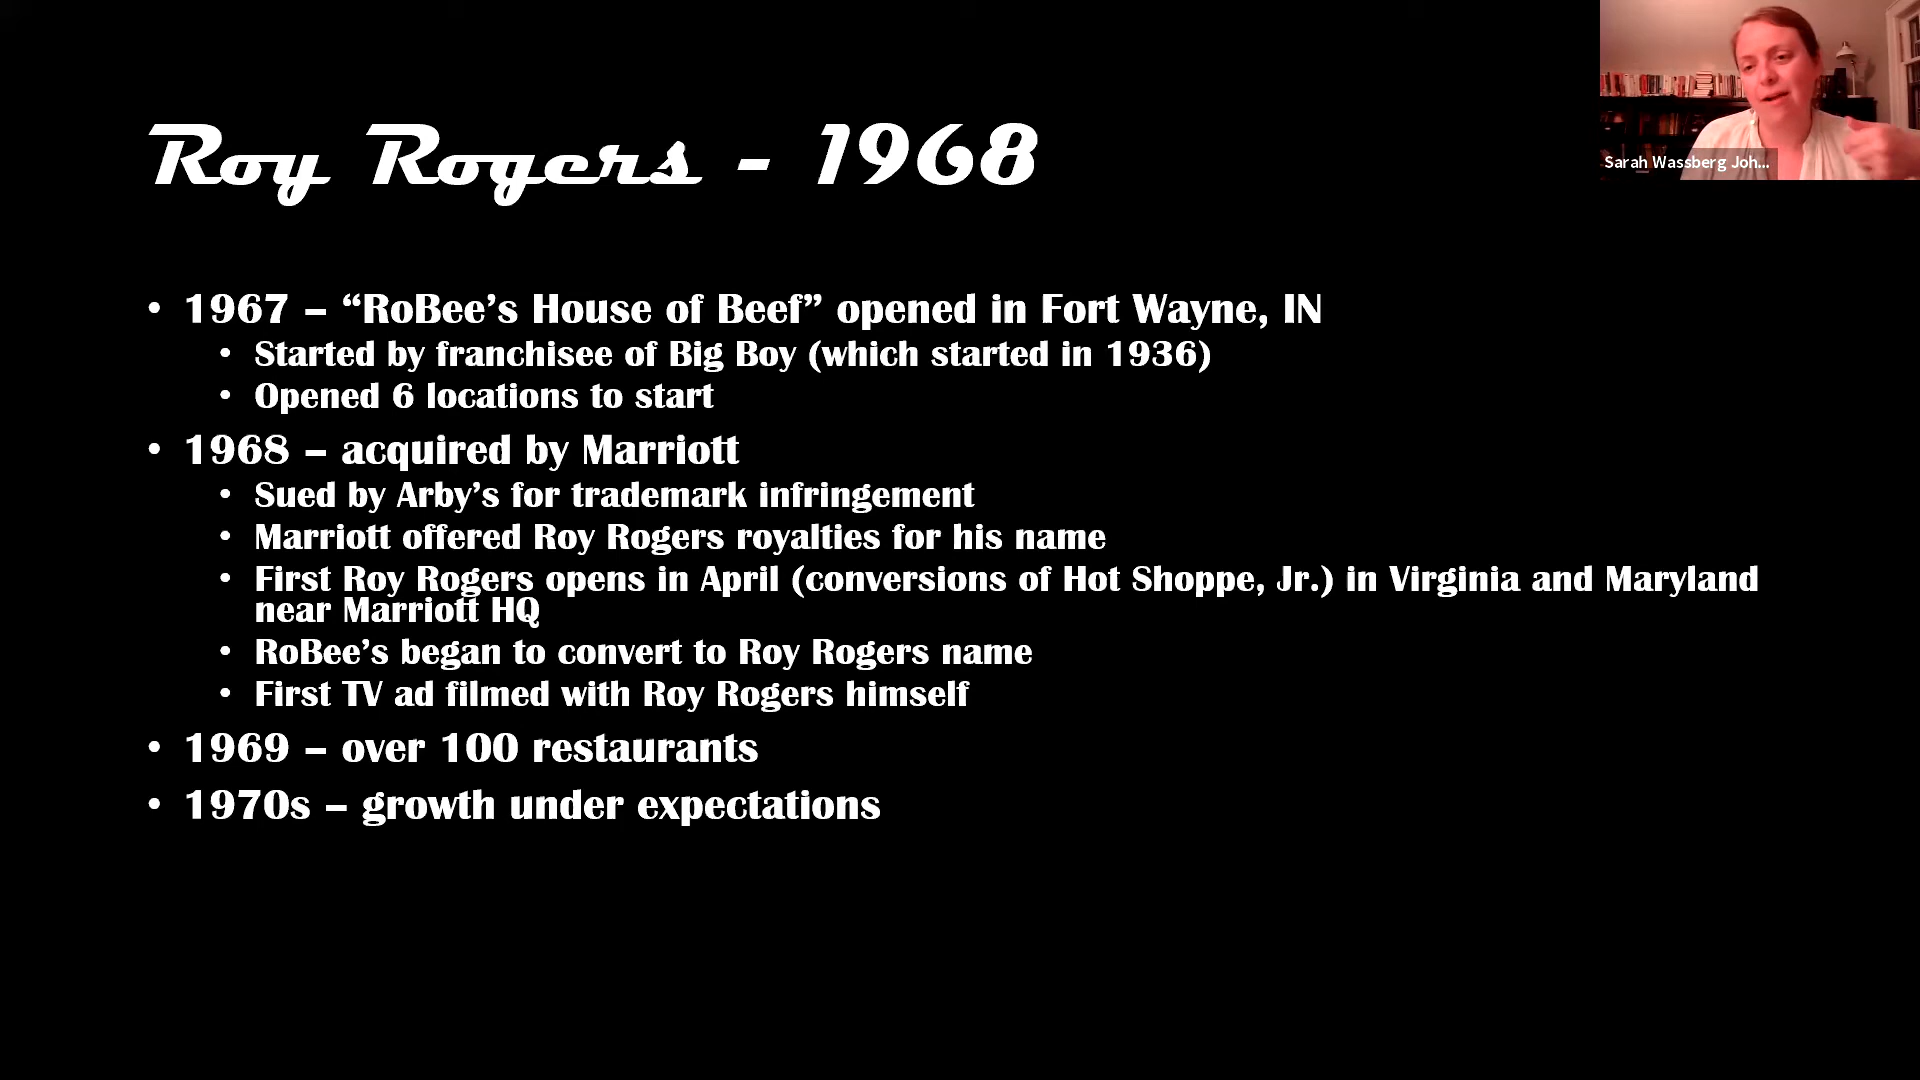 Roy Rogers - 1968
Sarah Wassberg Joh...
• 1967 – “RoBee’s House of Beef” opened in Fort Wayne, IN
• Started by franchisee of Big Boy (which started in 1936)
• Opened 6 locations to start
• 1968 – acquired by Marriott
• Sued by Arby’s for trademark infringement
• Marriott offered Roy Rogers royalties for his name
• First Roy Rogers opens in April (conversions of Hot Shoppe, Jr.) in Virginia and Maryland
near Marriott HQ
• RoBee’s began to convert to Roy Rogers name
• First TV ad filmed with Roy Rogers himself
• 1969 – over 100 restaurants
• 1970s – growth under expectations